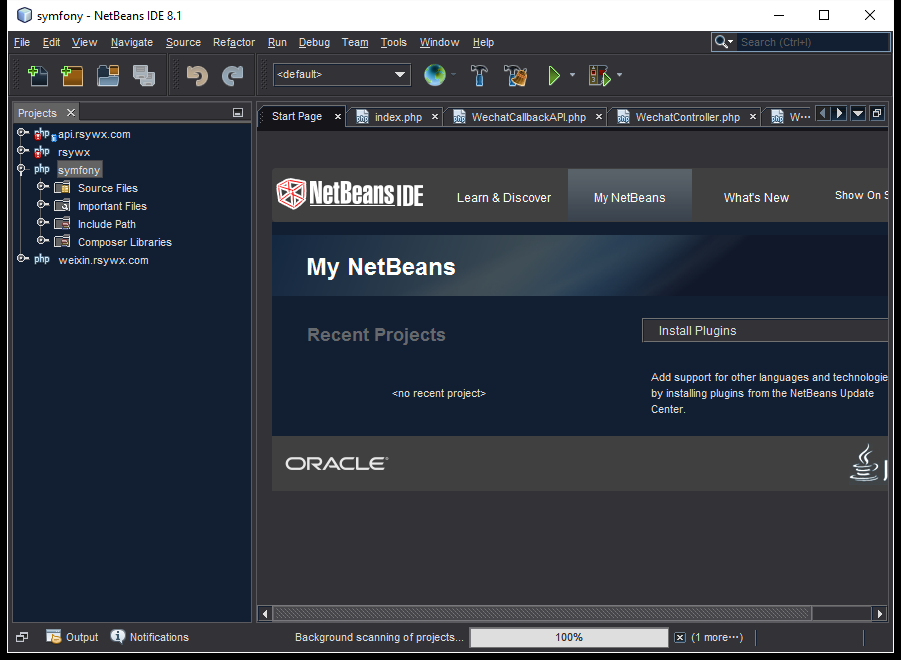 symfony - NetBeans IDE 8.1
File Edit View Navigate Source Refactor Run Debug Team Tools Window Help
Search (Ctrl+I)
<default>
Projects
api.rsywx.com
rsywx
symfony
Source Files
Important Files
Include Path
Composer Libraries
weixin.rsywx.com
Start Page index.php WechatCallbackAPI.php WechatController.php W...
NetBeans IDE
Learn & Discover My NetBeans What's New Show On S
My NetBeans
Recent Projects
<no recent project>
Install Plugins
Add support for other languages and technologie
by installing plugins from the NetBeans Update
Center.
ORACLE
J
Output Notifications Background scanning of projects... 100% (1 more...)